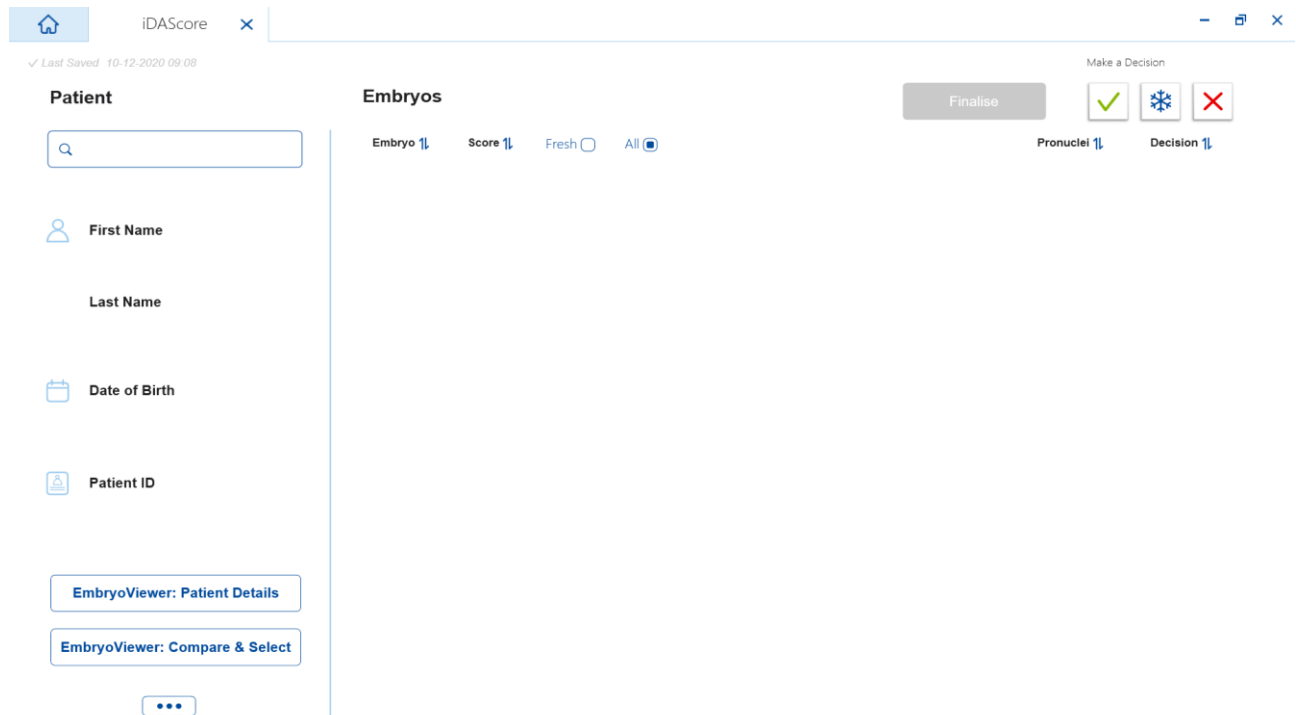 iDAScore
Last Saved 10-12-2020 09:08
Make a Decision
Patient
Embryos
Finalise
Embryo
Score
Fresh
All
Pronuclei
Decision
First Name
Last Name
Date of Birth
Patient ID
EmbryoViewer: Patient Details
EmbryoViewer: Compare & Select